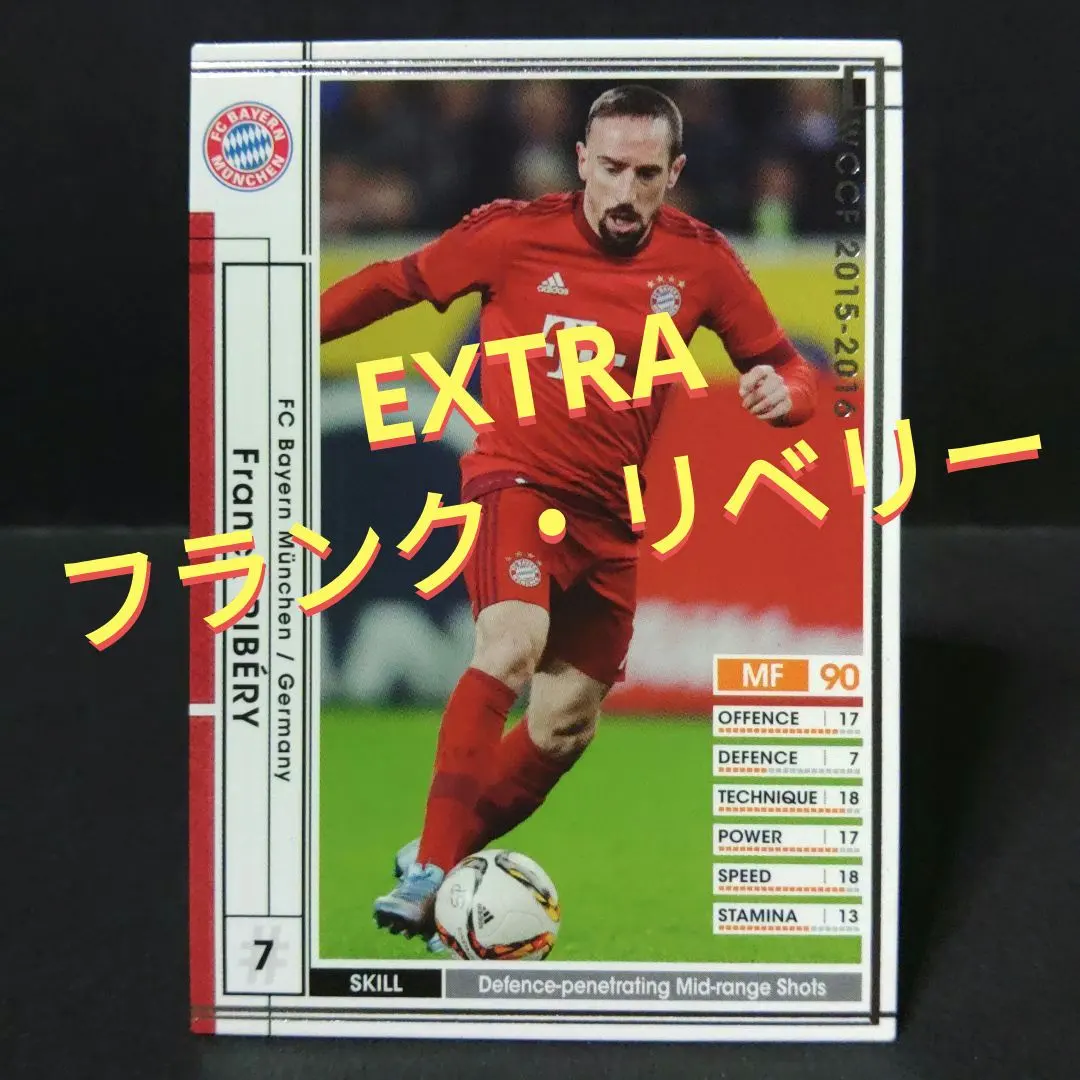 FC BAYERN
MÜNCHEN
WCCF 2015-2016
adidas
T
EXTRA
フランク・リベリー
FC Bayern München / Germany
RIBÉRY
7
MF 90
OFFENCE 17
DEFENCE 7
TECHNIQUE 18
POWER 17
SPEED 18
STAMINA 13
SKILL
Defence-penetrating Mid-range Shots